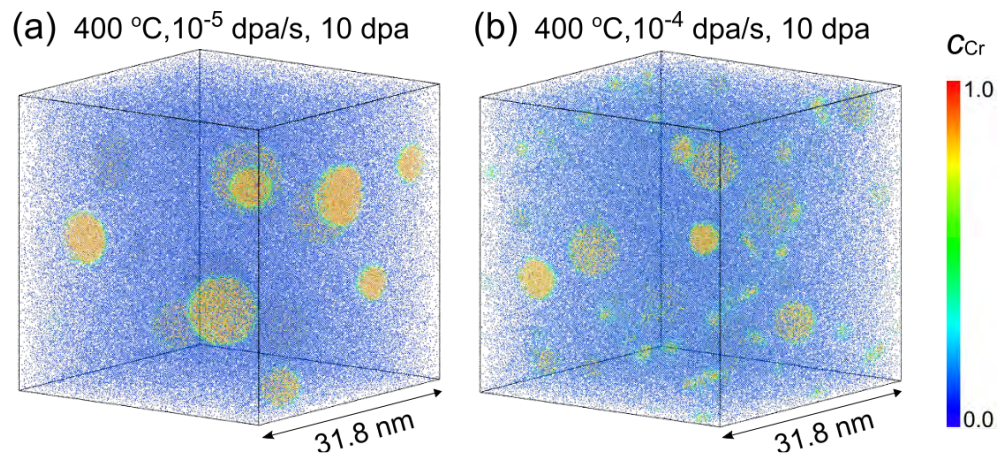 (a) 400 °C,10⁻⁵ dpa/s, 10 dpa
(b) 400 °C,10⁻⁴ dpa/s, 10 dpa
cCr
1.0
0.0
31.8 nm
31.8 nm